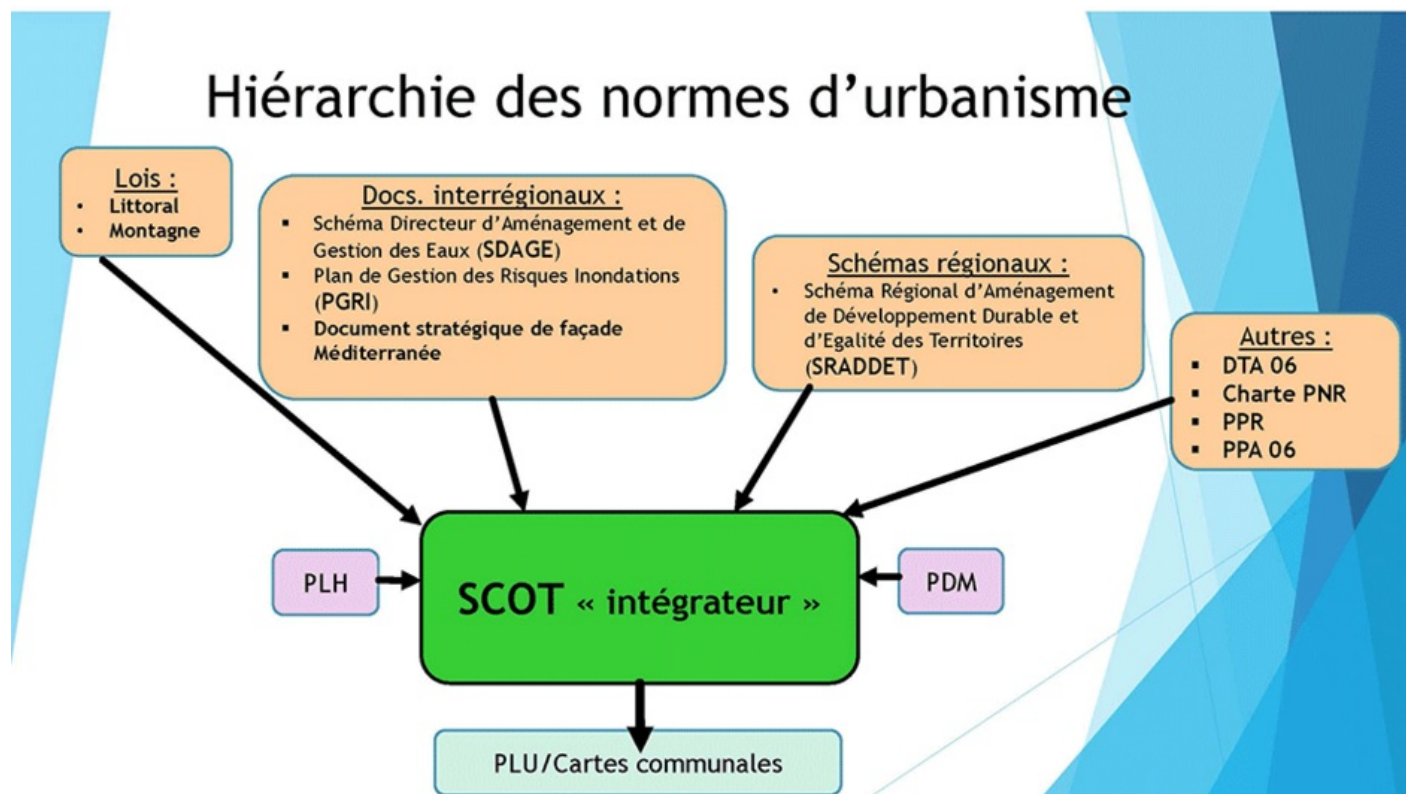 Hiérarchie des normes d’urbanisme
Lois :
• Littoral
• Montagne
Docs. interrégionaux :
▪ Schéma Directeur d’Aménagement et de
Gestion des Eaux (SDAGE)
▪ Plan de Gestion des Risques Inondations
(PGRI)
▪ Document stratégique de façade
Méditerranée
Schémas régionaux :
• Schéma Régional d’Aménagement
de Développement Durable et
d’Egalité des Territoires
(SRADDET)
Autres :
▪ DTA 06
▪ Charte PNR
▪ PPR
▪ PPA 06
PLH
SCOT « intégrateur »
PDM
PLU/Cartes communales